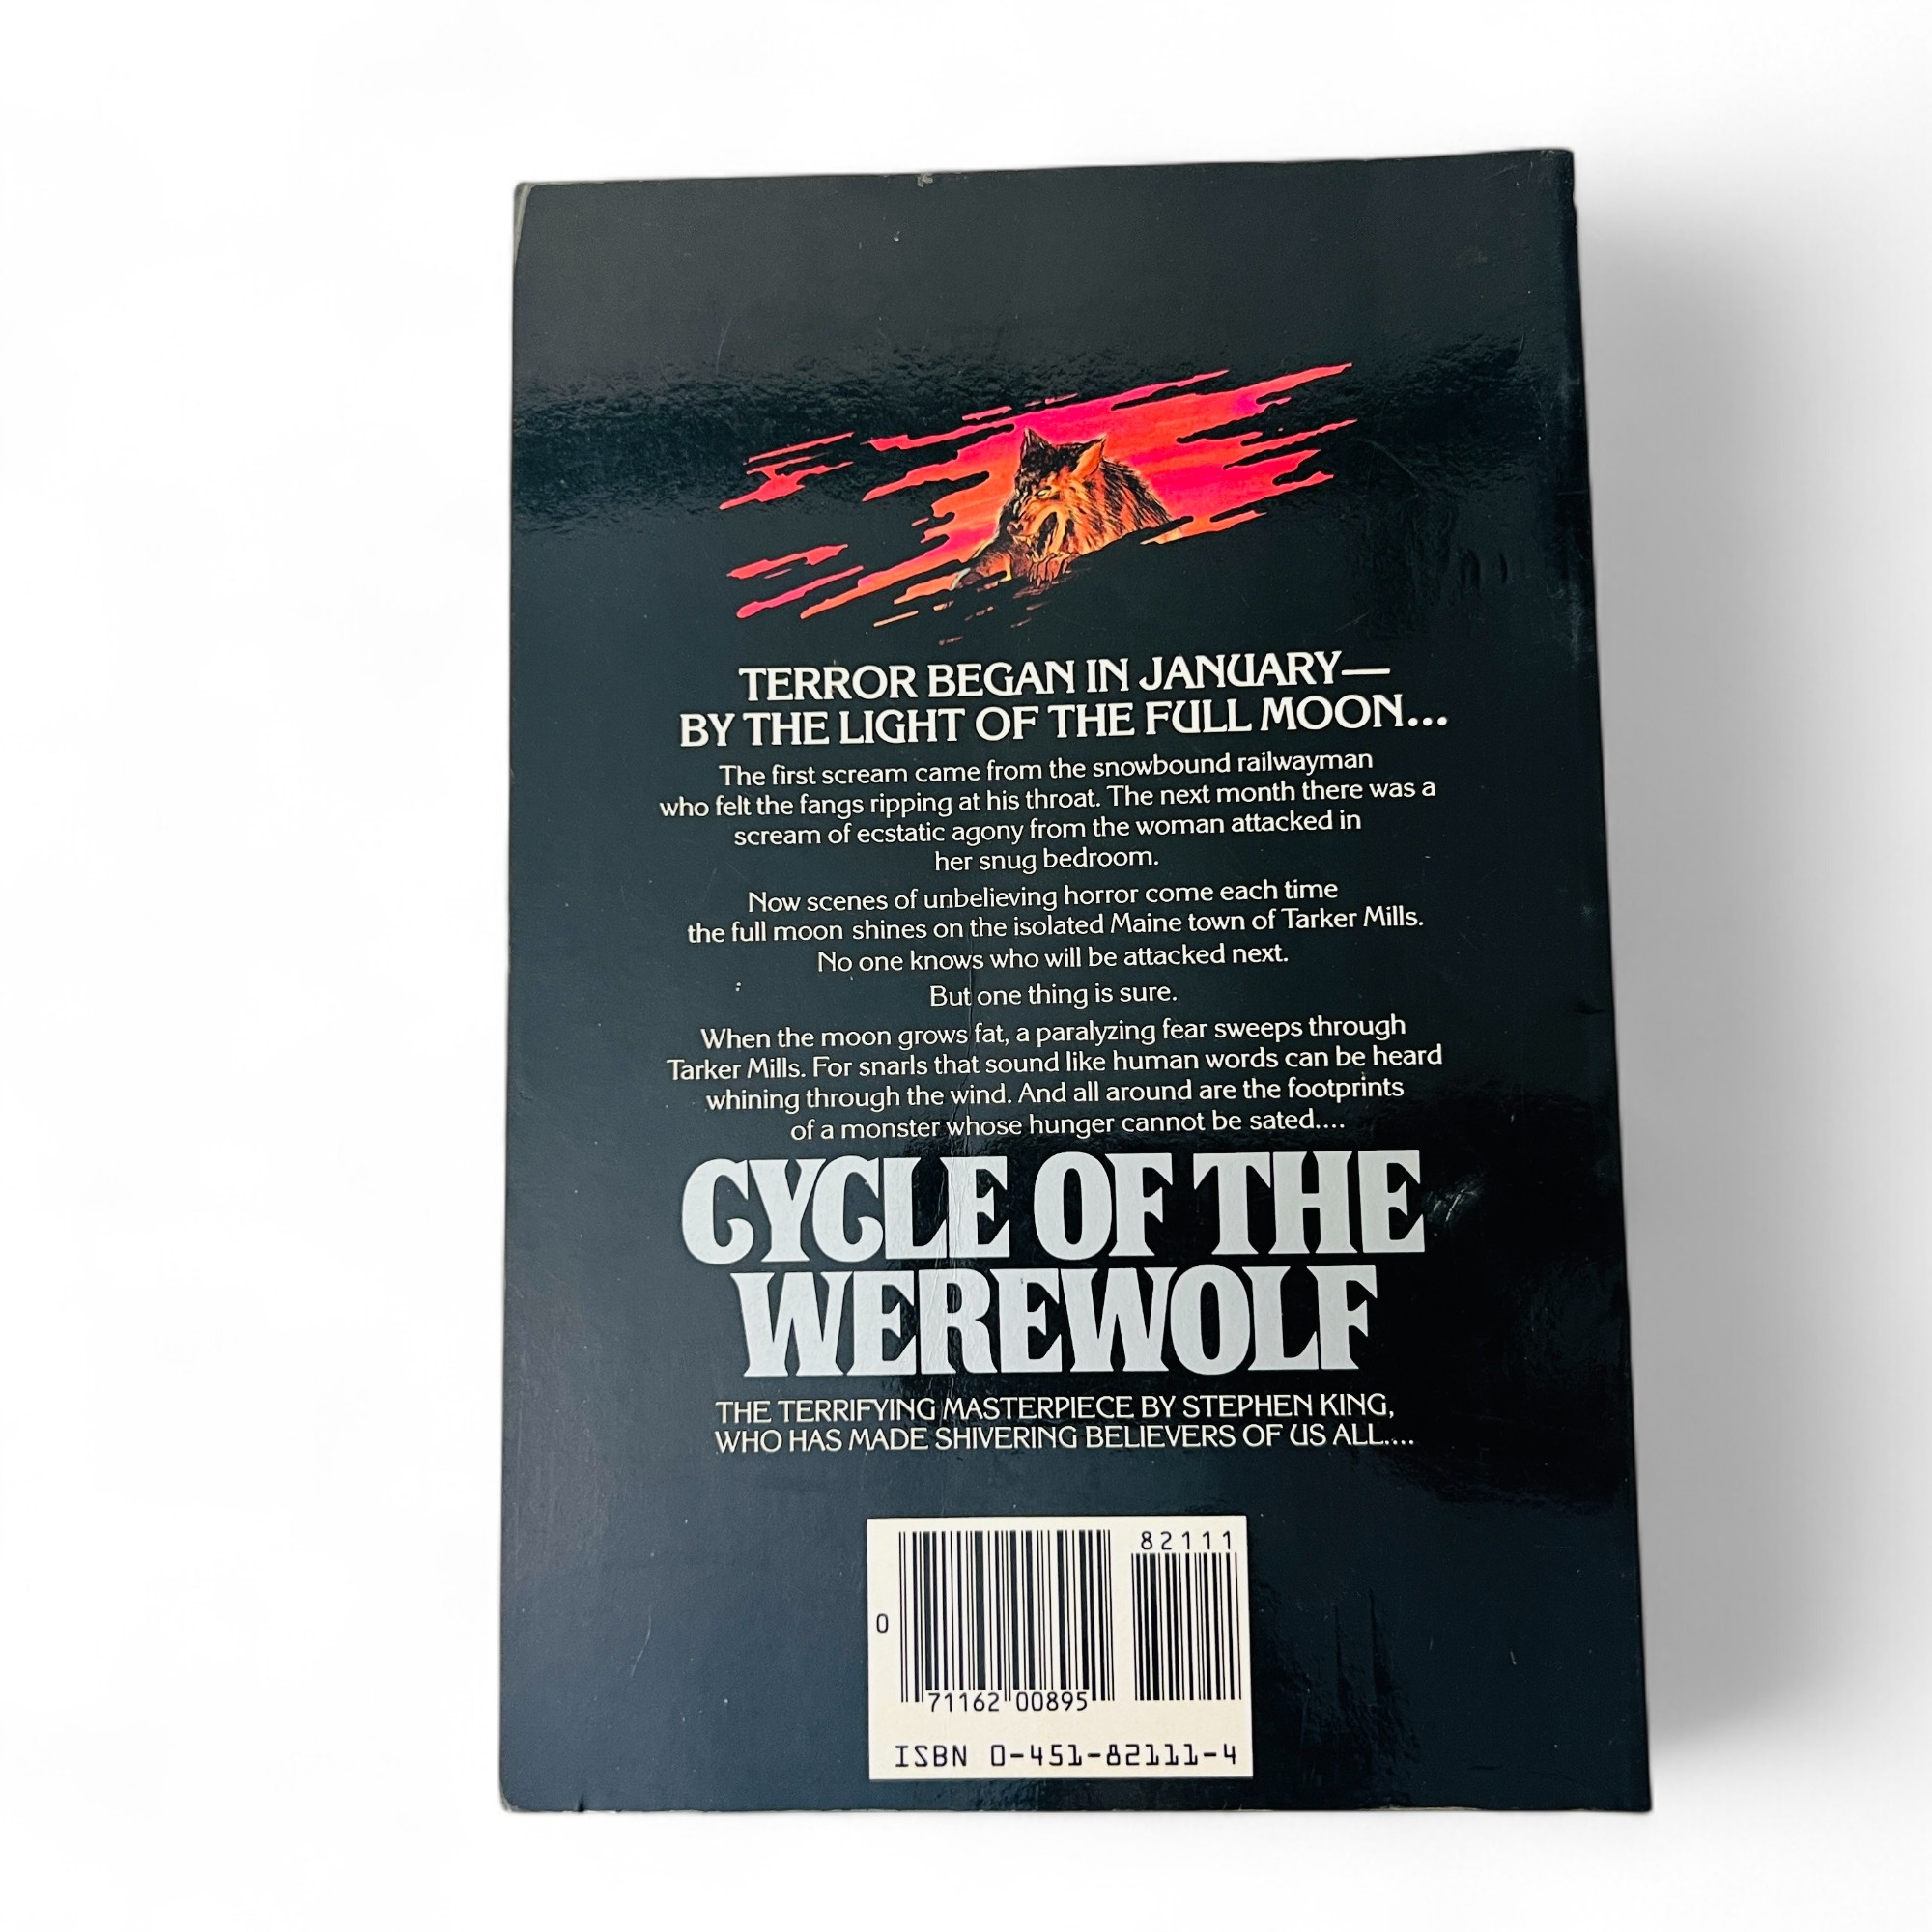 TERROR BEGAN IN JANUARY—
BY THE LIGHT OF THE FULL MOON...
The first scream came from the snowbound railwayman
who felt the fangs ripping at his throat. The next month there was a
scream of ecstatic agony from the woman attacked in
her snug bedroom.
Now scenes of unbelieving horror come each time
the full moon shines on the isolated Maine town of Tarker Mills.
No one knows who will be attacked next.
But one thing is sure.
When the moon grows fat, a paralyzing fear sweeps through
Tarker Mills. For snarls that sound like human words can be heard
whining through the wind. And all around are the footprints
of a monster whose hunger cannot be sated....
CYCLE OF THE
WEREWOLF
THE TERRIFYING MASTERPIECE BY STEPHEN KING,
WHO HAS MADE SHIVERING BELIEVERS OF US ALL....
82111
0
71162 00895
ISBN 0-451-82111-4